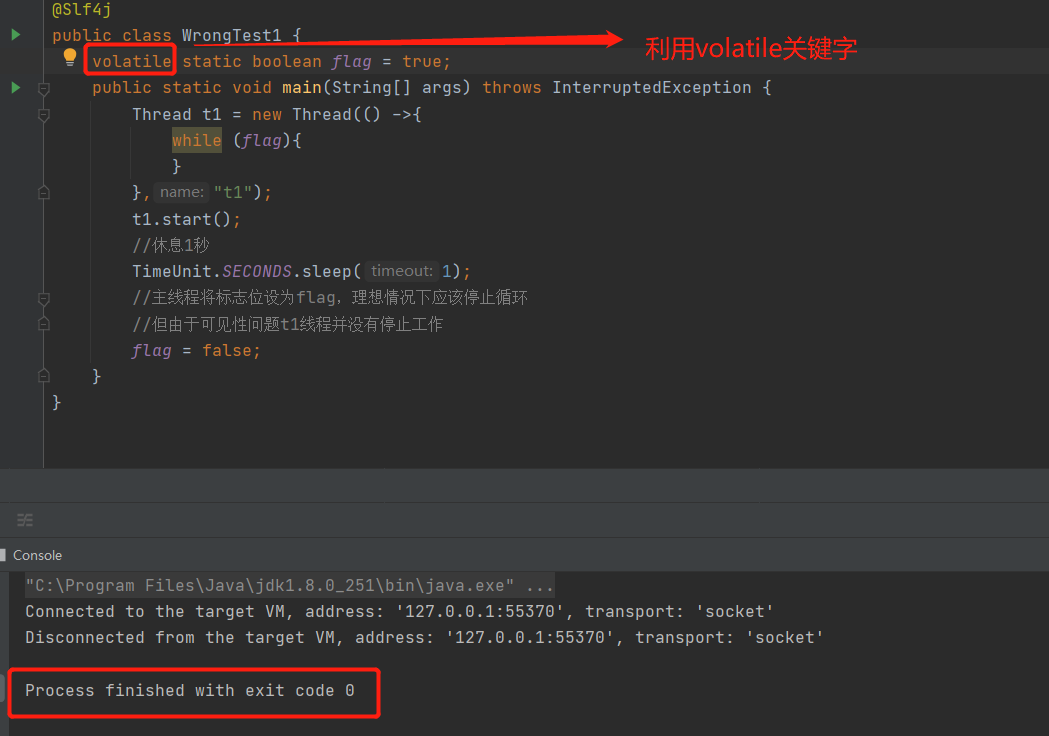 @Slf4j
public class WrongTest1 {
利用volatile关键字
volatile static boolean flag = true;
public static void main(String[] args) throws InterruptedException {
Thread t1 = new Thread(() ->{
while (flag){
}
}, name: "t1");
t1.start();
//休息1秒
TimeUnit.SECONDS.sleep( timeout: 1);
//主线程将标志位设为flag，理想情况下应该停止循环
//但由于可见性问题t1线程并没有停止工作
flag = false;
}
}
Console
"C:\Program Files\Java\jdk1.8.0_251\bin\java.exe" ...
Connected to the target VM, address: '127.0.0.1:55370', transport: 'socket'
Disconnected from the target VM, address: '127.0.0.1:55370', transport: 'socket'
Process finished with exit code 0